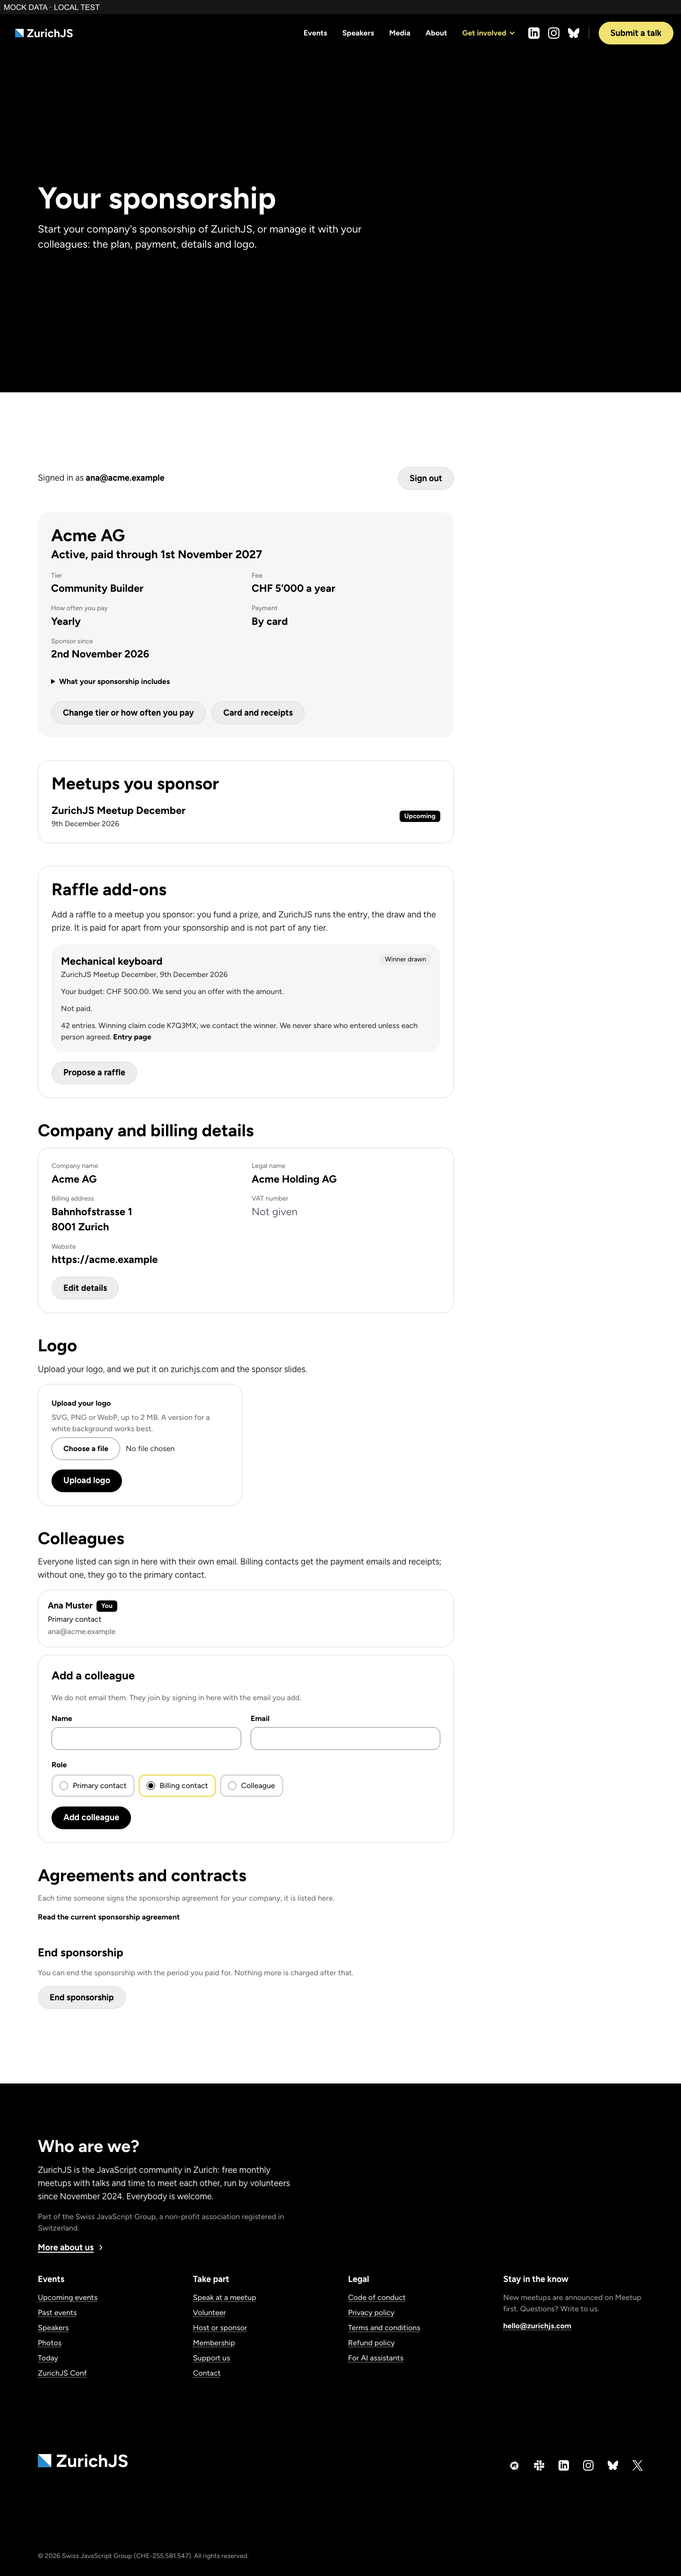 MOCK DATA · LOCAL TEST
ZurichJS
Events
Speakers
Media
About
Get involved
Submit a talk
Your sponsorship
Start your company's sponsorship of ZurichJS, or manage it with your
colleagues: the plan, payment, details and logo.
Signed in as ana@acme.example
Sign out
Acme AG
Active, paid through 1st November 2027
Tier
Community Builder
Fee
CHF 5’000 a year
How often you pay
Yearly
Payment
By card
Sponsor since
2nd November 2026
What your sponsorship includes
Change tier or how often you pay
Card and receipts
Meetups you sponsor
ZurichJS Meetup December
9th December 2026
Upcoming
Raffle add-ons
Add a raffle to a meetup you sponsor: you fund a prize, and ZurichJS runs the entry, the draw and the
prize. It is paid for apart from your sponsorship and is not part of any tier.
Mechanical keyboard
Winner drawn
ZurichJS Meetup December, 9th December 2026
Your budget: CHF 500.00. We send you an offer with the amount.
Not paid.
42 entries. Winning claim code K7Q3MX; we contact the winner. We never share who entered unless each
person agreed. Entry page
Propose a raffle
Company and billing details
Company name
Acme AG
Legal name
Acme Holding AG
Billing address
Bahnhofstrasse 1
8001 Zurich
VAT number
Not given
Website
https://acme.example
Edit details
Logo
Upload your logo, and we put it on zurichjs.com and the sponsor slides.
Upload your logo
SVG, PNG or WebP, up to 2 MB. A version for a
white background works best.
Choose a file
No file chosen
Upload logo
Colleagues
Everyone listed can sign in here with their own email. Billing contacts get the payment emails and receipts;
without one, they go to the primary contact.
Ana Muster
You
Primary contact
ana@acme.example
Add a colleague
We do not email them. They join by signing in here with the email you add.
Name
Email
Role
Primary contact
Billing contact
Colleague
Add colleague
Agreements and contracts
Each time someone signs the sponsorship agreement for your company, it is listed here.
Read the current sponsorship agreement
End sponsorship
You can end the sponsorship with the period you paid for. Nothing more is charged after that.
End sponsorship
Who are we?
ZurichJS is the JavaScript community in Zurich: free monthly
meetups with talks and time to meet each other, run by volunteers
since November 2024. Everybody is welcome.
Part of the Swiss JavaScript Group, a non-profit association registered in
Switzerland.
More about us
Events
Upcoming events
Past events
Speakers
Photos
Today
ZurichJS Conf
Take part
Speak at a meetup
Volunteer
Host or sponsor
Membership
Support us
Contact
Legal
Code of conduct
Privacy policy
Terms and conditions
Refund policy
For AI assistants
Stay in the know
New meetups are announced on Meetup
first. Questions? Write to us.
hello@zurichjs.com
ZurichJS
© 2026 Swiss JavaScript Group (CHE-255.581.547). All rights reserved.